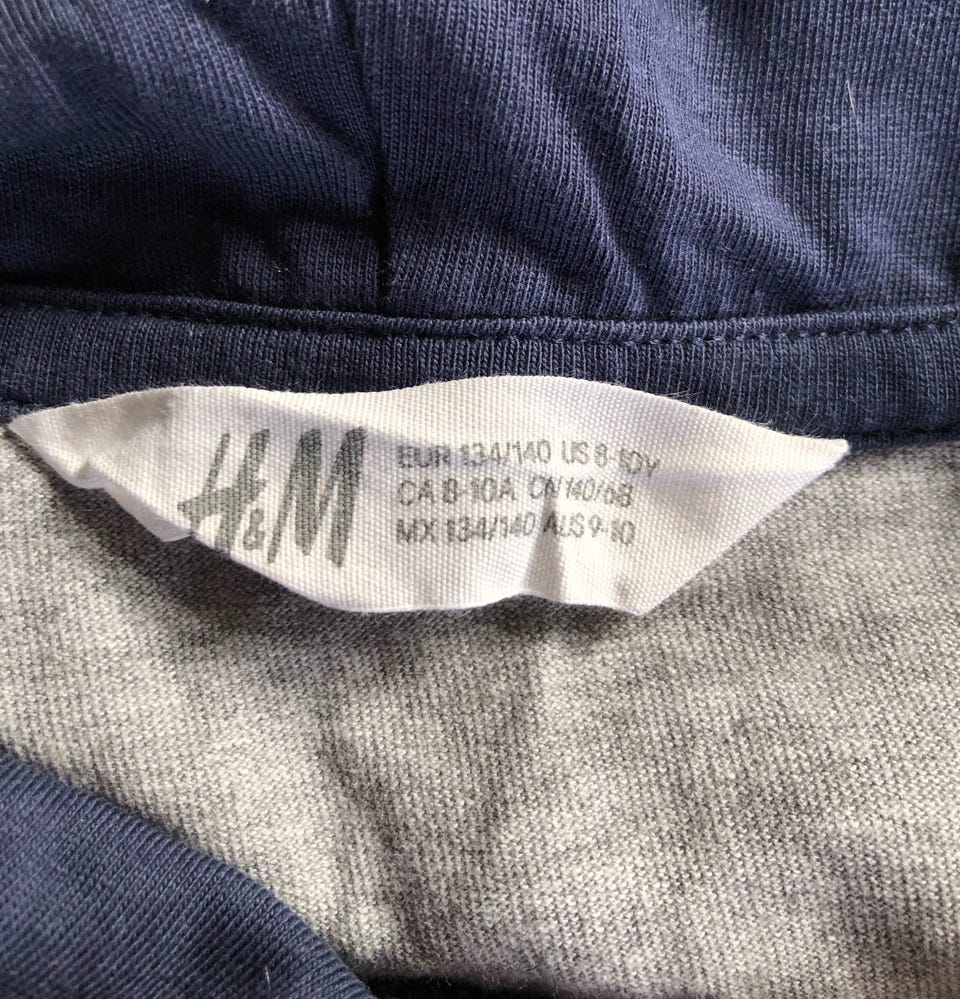 H&M
EUR 134/140 US 8-10Y
CA 8-10A CN 140/68
MX 134/140 AUS 9-10